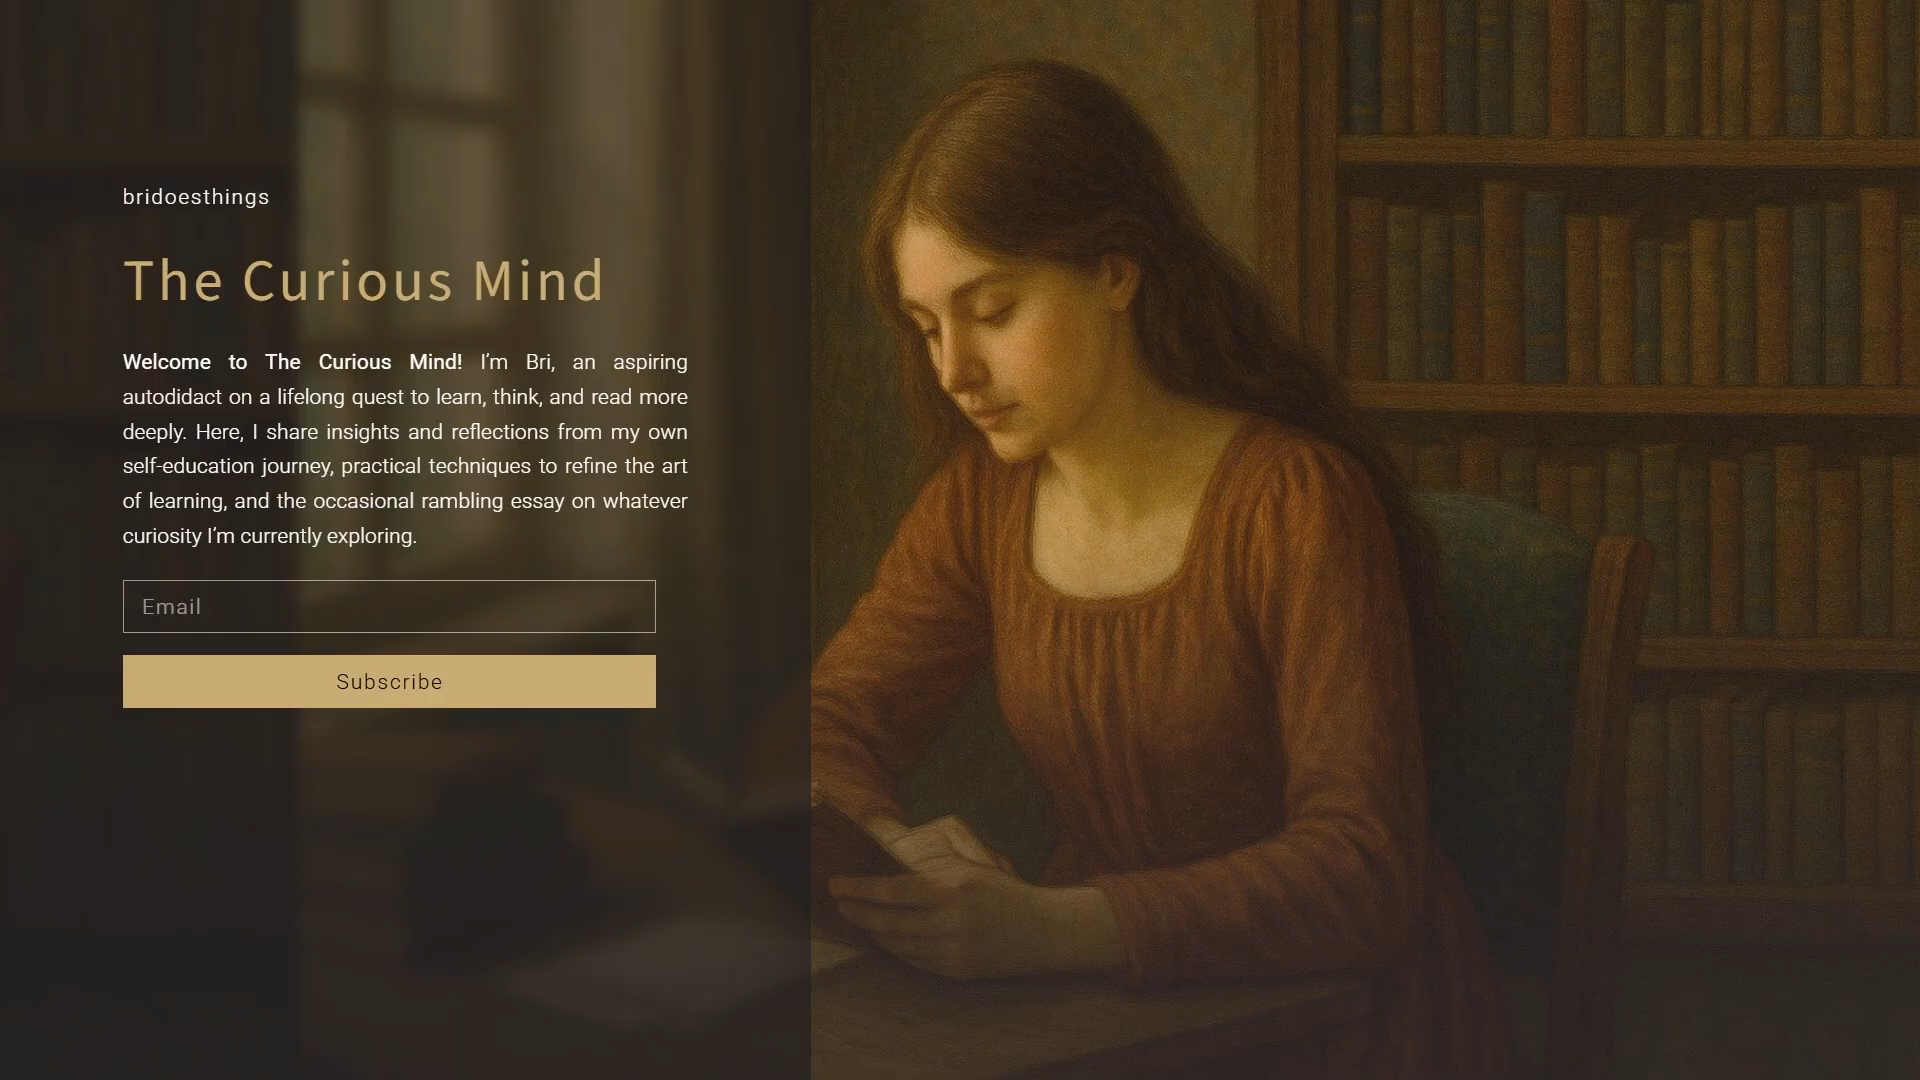 bridoesthings
The Curious Mind
Welcome to The Curious Mind! I'm Bri, an aspiring
autodidact on a lifelong quest to learn, think, and read more
deeply. Here, I share insights and reflections from my own
self-education journey, practical techniques to refine the art
of learning, and the occasional rambling essay on whatever
curiosity I'm currently exploring.
Email
Subscribe